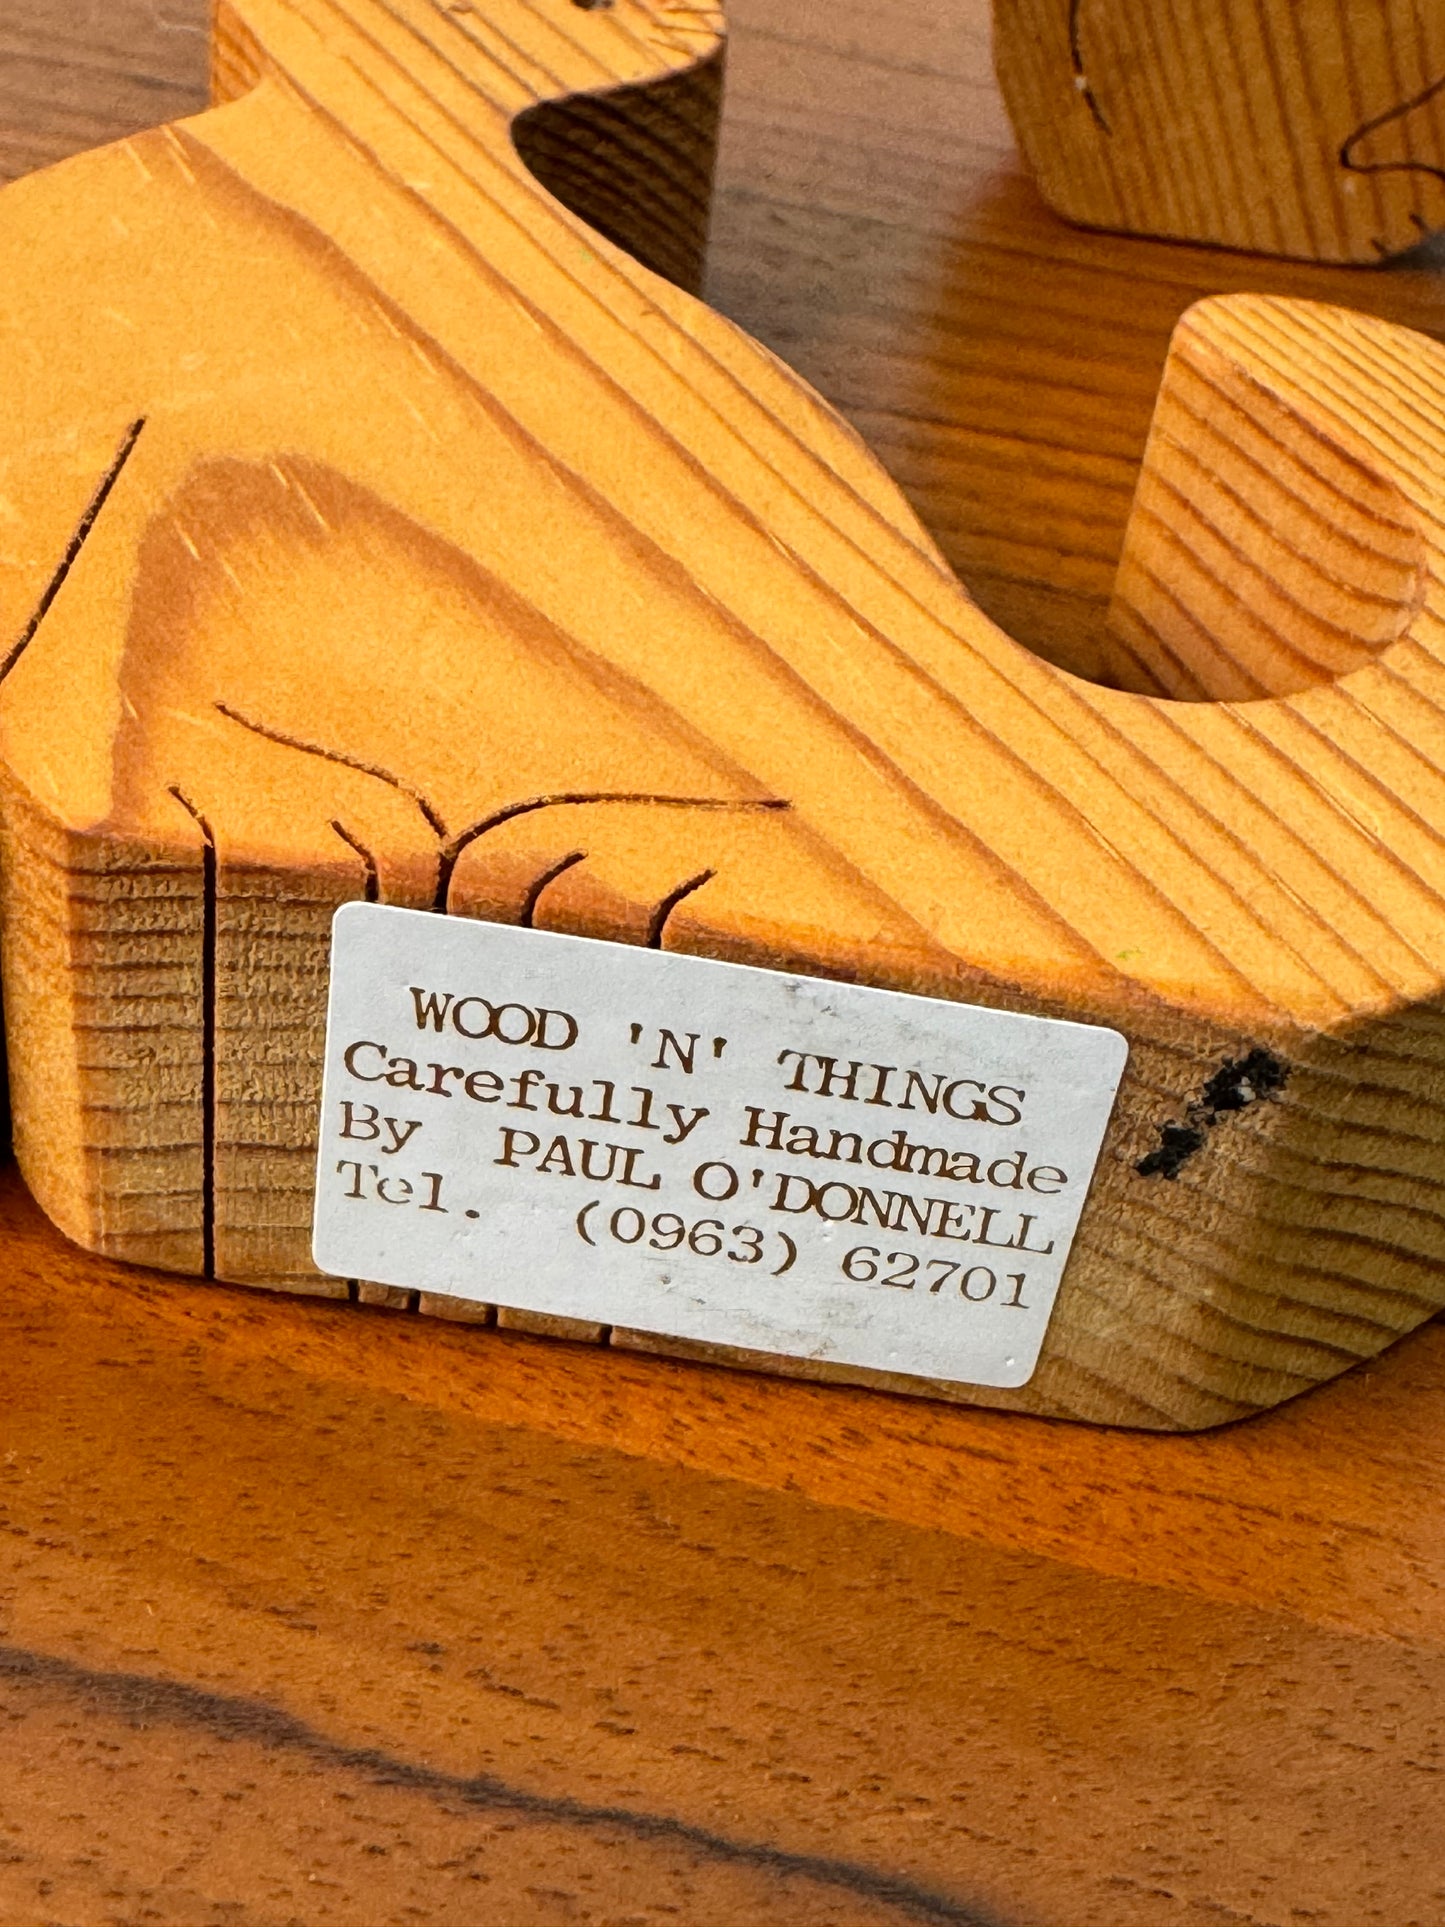 WOOD 'N' THINGS
Carefully Handmade
By PAUL O'DONNELL
Tel. (0963) 62701